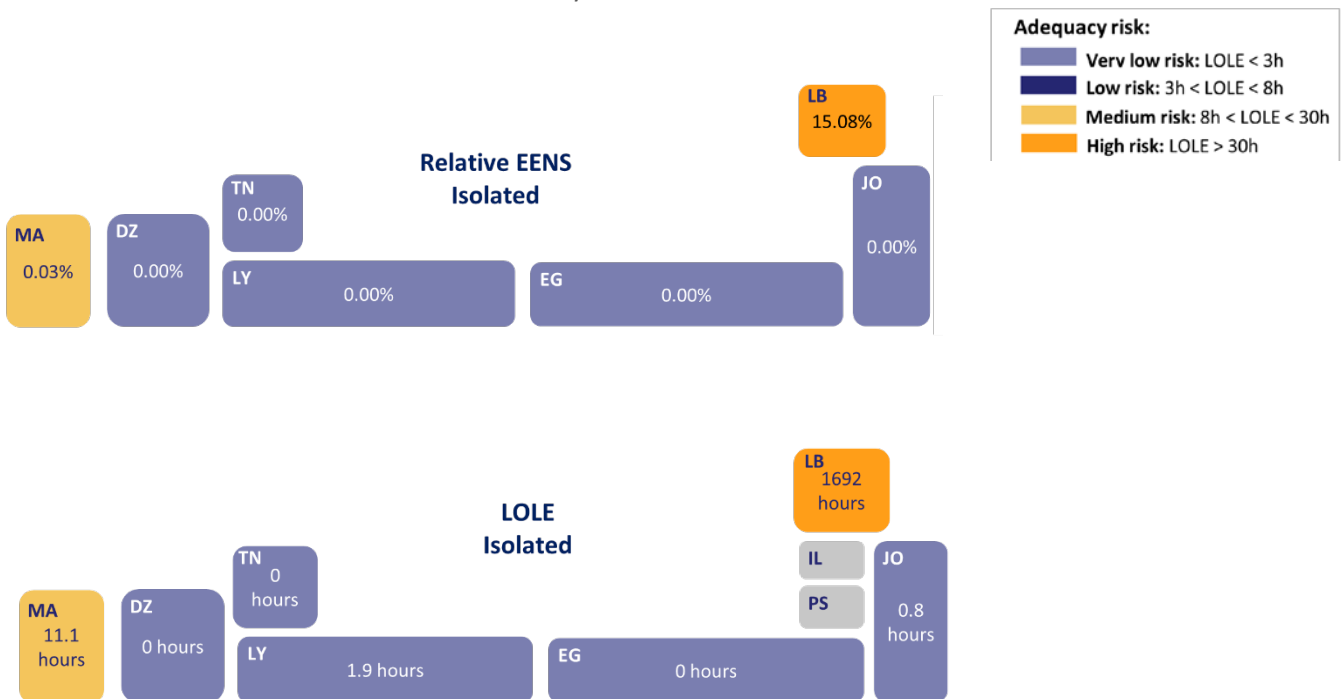 Adequacy risk:
Verv low risk: LOLE < 3h
Low risk: 3h < LOLE < 8h
Medium risk: 8h < LOLE < 30h
High risk: LOLE > 30h
Relative EENS
Isolated
LB
15.08%
TN
0.00%
JO
0.00%
MA
0.03%
DZ
0.00%
LY
0.00%
EG
0.00%
LOLE
Isolated
LB
1692
hours
IL
PS
JO
0.8
hours
TN
0
hours
MA
11.1
hours
DZ
0 hours
LY
1.9 hours
EG
0 hours